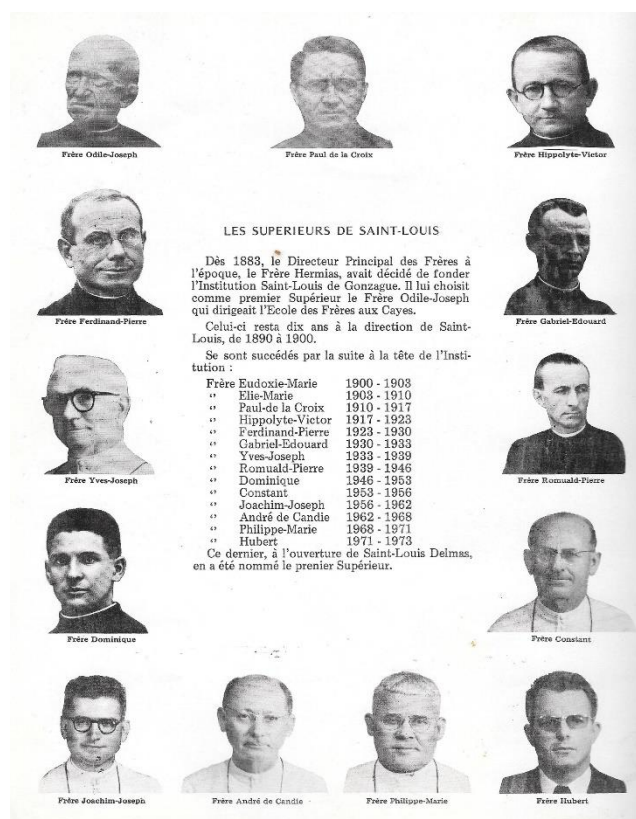 Frère Odile-Joseph
Frère Paul de la Croix
Frère Hippolyte-Victor
LES SUPERIEURS DE SAINT-LOUIS
Dès 1883, le Directeur Principal des Frères à
l'époque, le Frère Hermias, avait décidé de fonder
l'Institution Saint-Louis de Gonzague. Il lui choisit
comme premier Supérieur le Frère Odile-Joseph
qui dirigeait l'Ecole des Frères aux Cayes.
Celui-ci resta dix ans à la direction de Saint-
Louis, de 1890 à 1900.
Se sont succédés par la suite à la tête de l'Insti-
tution :
Frère Eudoxie-Marie 1900 - 1903
“ Elie-Marie 1903 - 1910
“ Paul-de la Croix 1910 - 1917
“ Hippolyte-Victor 1917 - 1923
“ Ferdinand-Pierre 1923 - 1930
“ Gabriel-Edouard 1930 - 1933
“ Yves-Joseph 1933 - 1939
“ Romuald-Pierre 1939 - 1946
“ Dominique 1946 - 1953
“ Constant 1953 - 1956
“ Joachim-Joseph 1956 - 1962
“ André de Candie 1962 - 1968
“ Philippe-Marie 1968 - 1971
“ Hubert 1971 - 1973
Ce dernier, à l'ouverture de Saint-Louis Delmas,
en a été nommé le prenier Supérieur.
Frère Ferdinand-Pierre
Frère Gabriel-Edouard
Frère Yves-Joseph
Frère Romuald-Pierre
Frère Dominique
Frère Constant
Frère Joachim-Joseph
Frère André de Candie
Frère Philippe-Marie
Frère Hubert